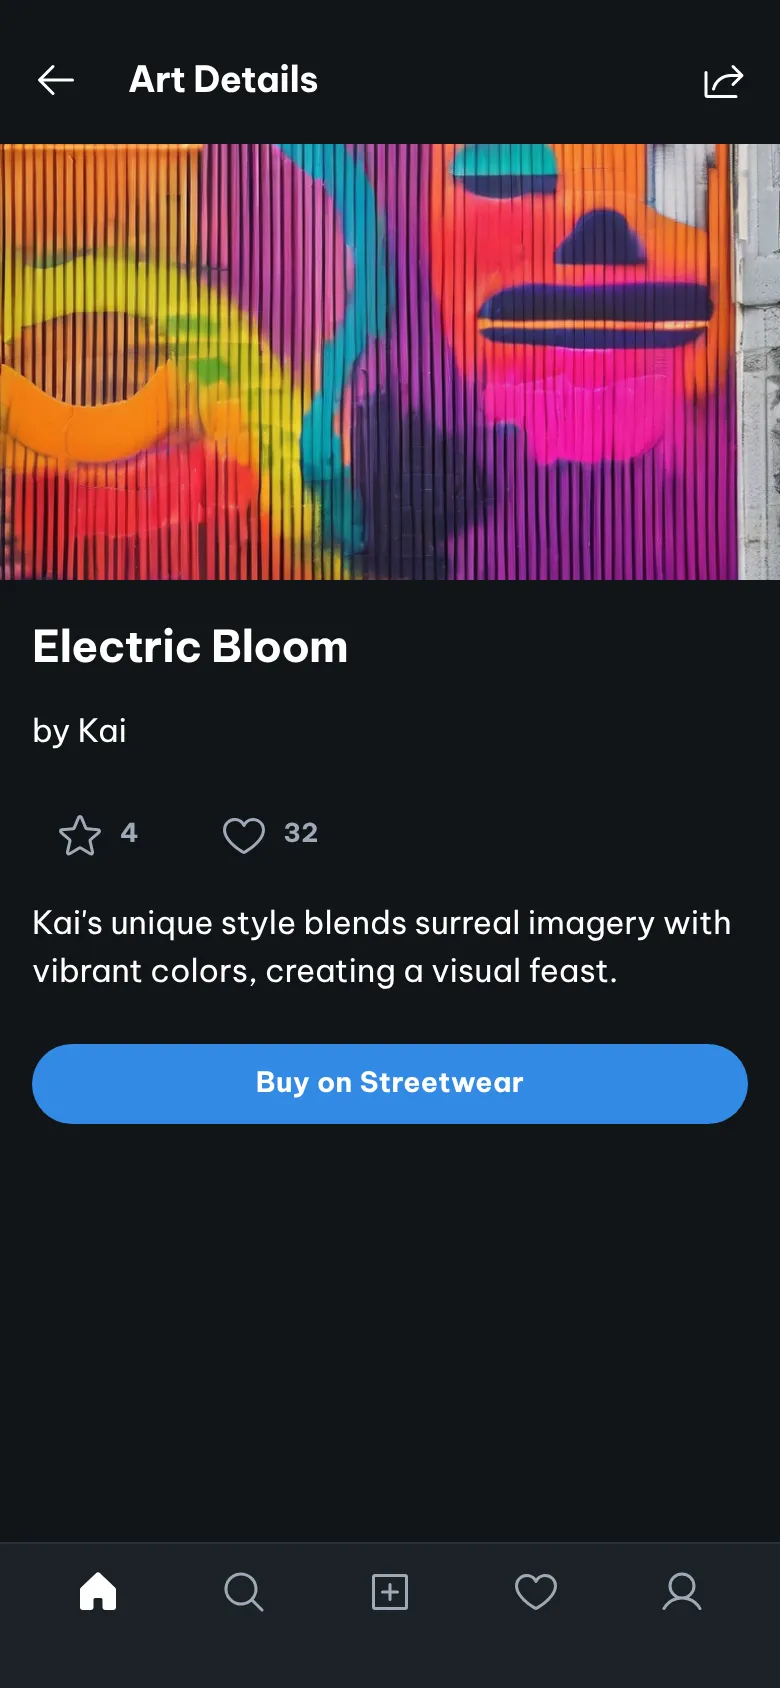 Art Details
Electric Bloom
by Kai
4
32
Kai's unique style blends surreal imagery with
vibrant colors, creating a visual feast.
Buy on Streetwear